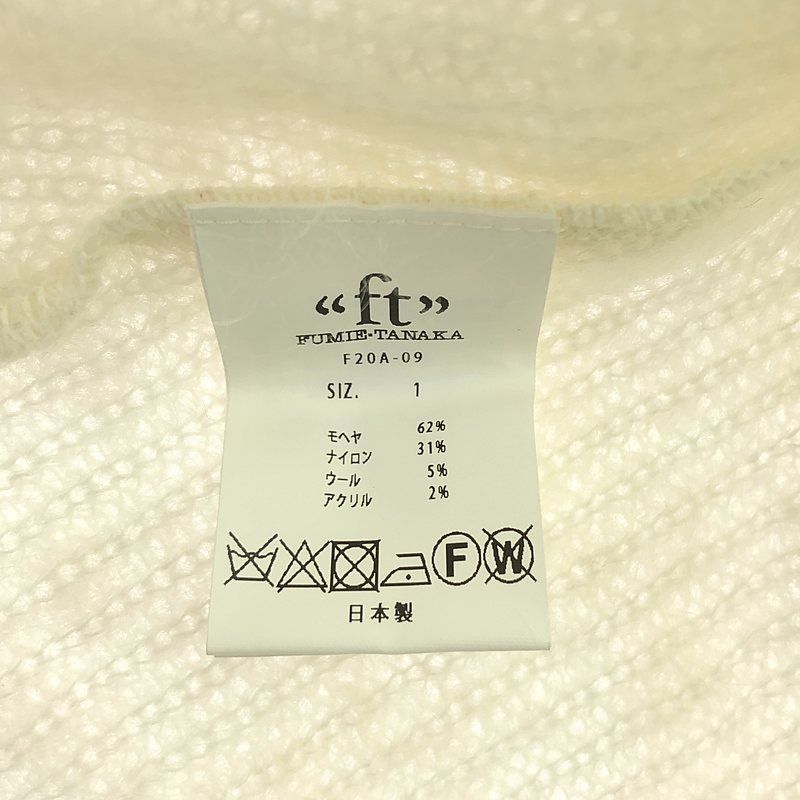 “ft”
FUMIE·TANAKA
F20A-09
SIZ. 1
モヘヤ 62%
ナイロン 31%
ウール 5%
アクリル 2%
F W
日本製